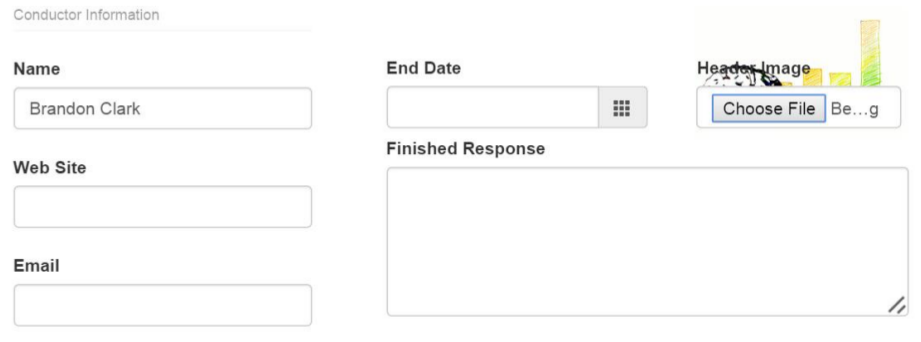 Conductor Information
Name
Brandon Clark
Web Site
Email
End Date
Finished Response
Header Image
Choose File Be…g